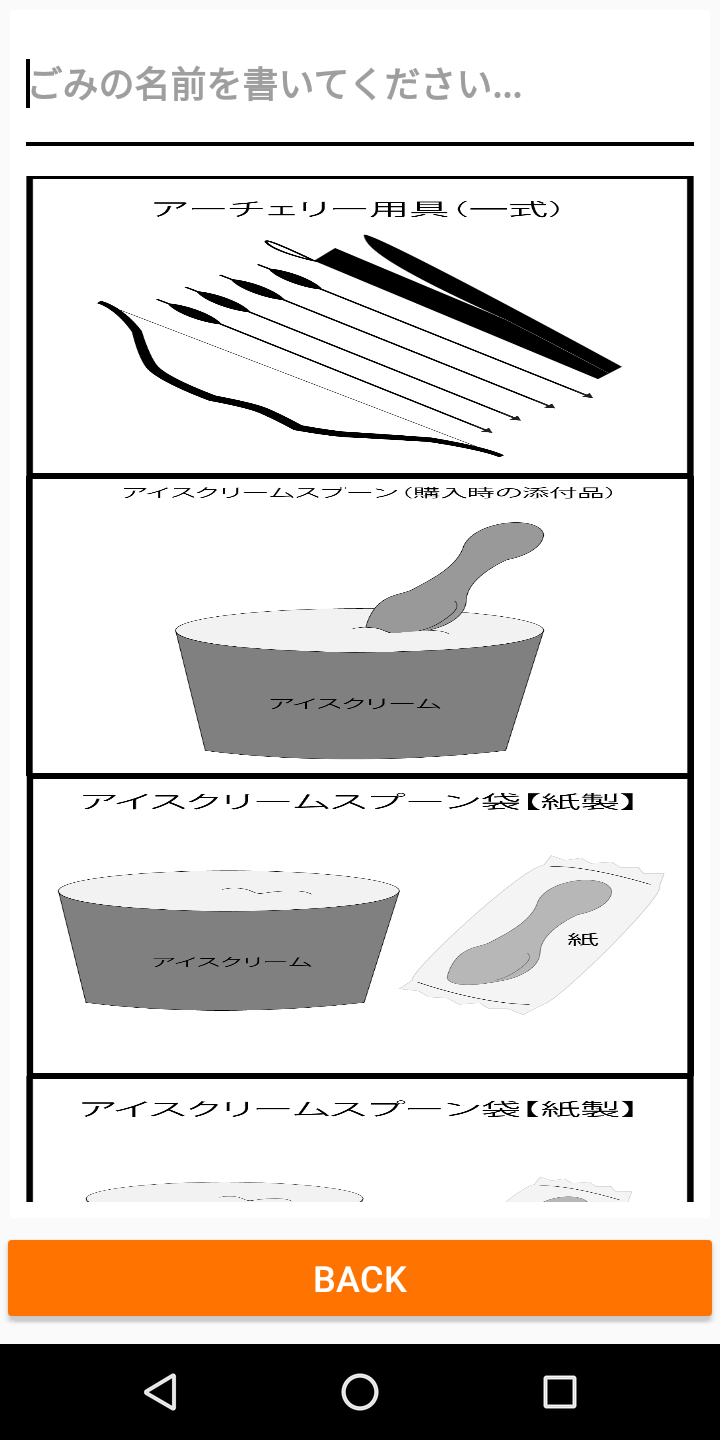 ごみの名前を書いてください...
アーチェリー用具(一式)
アイスクリームスプーン(購入時の添付品)
アイスクリーム
アイスクリームスプーン袋【紙製】
アイスクリーム
紙
アイスクリームスプーン袋【紙製】
BACK